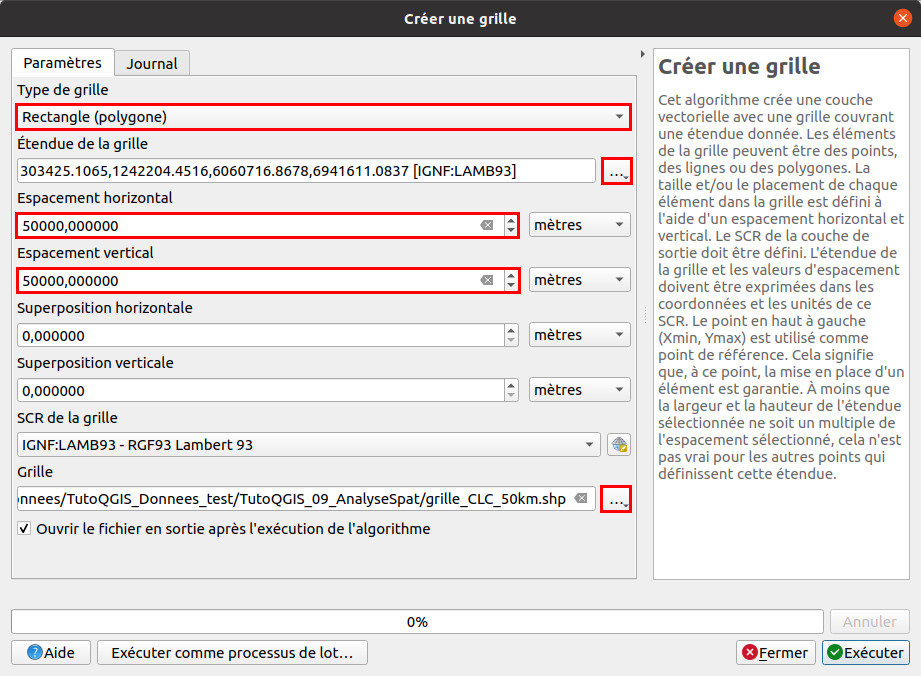 Créer une grille
Paramètres
Journal
Type de grille
Rectangle (polygone)
Étendue de la grille
303425.1065,1242204.4516,6060716.8678,6941611.0837 [IGNF:LAMB93]
...
Espacement horizontal
50000,000000
mètres
Espacement vertical
50000,000000
mètres
Superposition horizontale
0,000000
mètres
Superposition verticale
0,000000
mètres
SCR de la grille
IGNF:LAMB93 - RGF93 Lambert 93
Grille
onnees/TutoQGIS_Donnees_test/TutoQGIS_09_AnalyseSpat/grille_CLC_50km.shp
...
Ouvrir le fichier en sortie après l'exécution de l'algorithme
Créer une grille
Cet algorithme crée une couche
vectorielle avec une grille couvrant
une étendue donnée. Les éléments
de la grille peuvent être des points,
des lignes ou des polygones. La
taille et/ou le placement de chaque
élément dans la grille est défini à
l'aide d'un espacement horizontal et
vertical. Le SCR de la couche de
sortie doit être défini. L'étendue de
la grille et les valeurs d'espacement
doivent être exprimées dans les
coordonnées et les unités de ce
SCR. Le point en haut à gauche
(Xmin, Ymax) est utilisé comme
point de référence. Cela signifie
que, à ce point, la mise en place d'un
élément est garantie. À moins que
la largeur et la hauteur de l'étendue
sélectionnée ne soit un multiple de
l'espacement sélectionné, cela n'est
pas vrai pour les autres points qui
définissent cette étendue.
0%
Annuler
Aide
Exécuter comme processus de lot...
Fermer
Exécuter